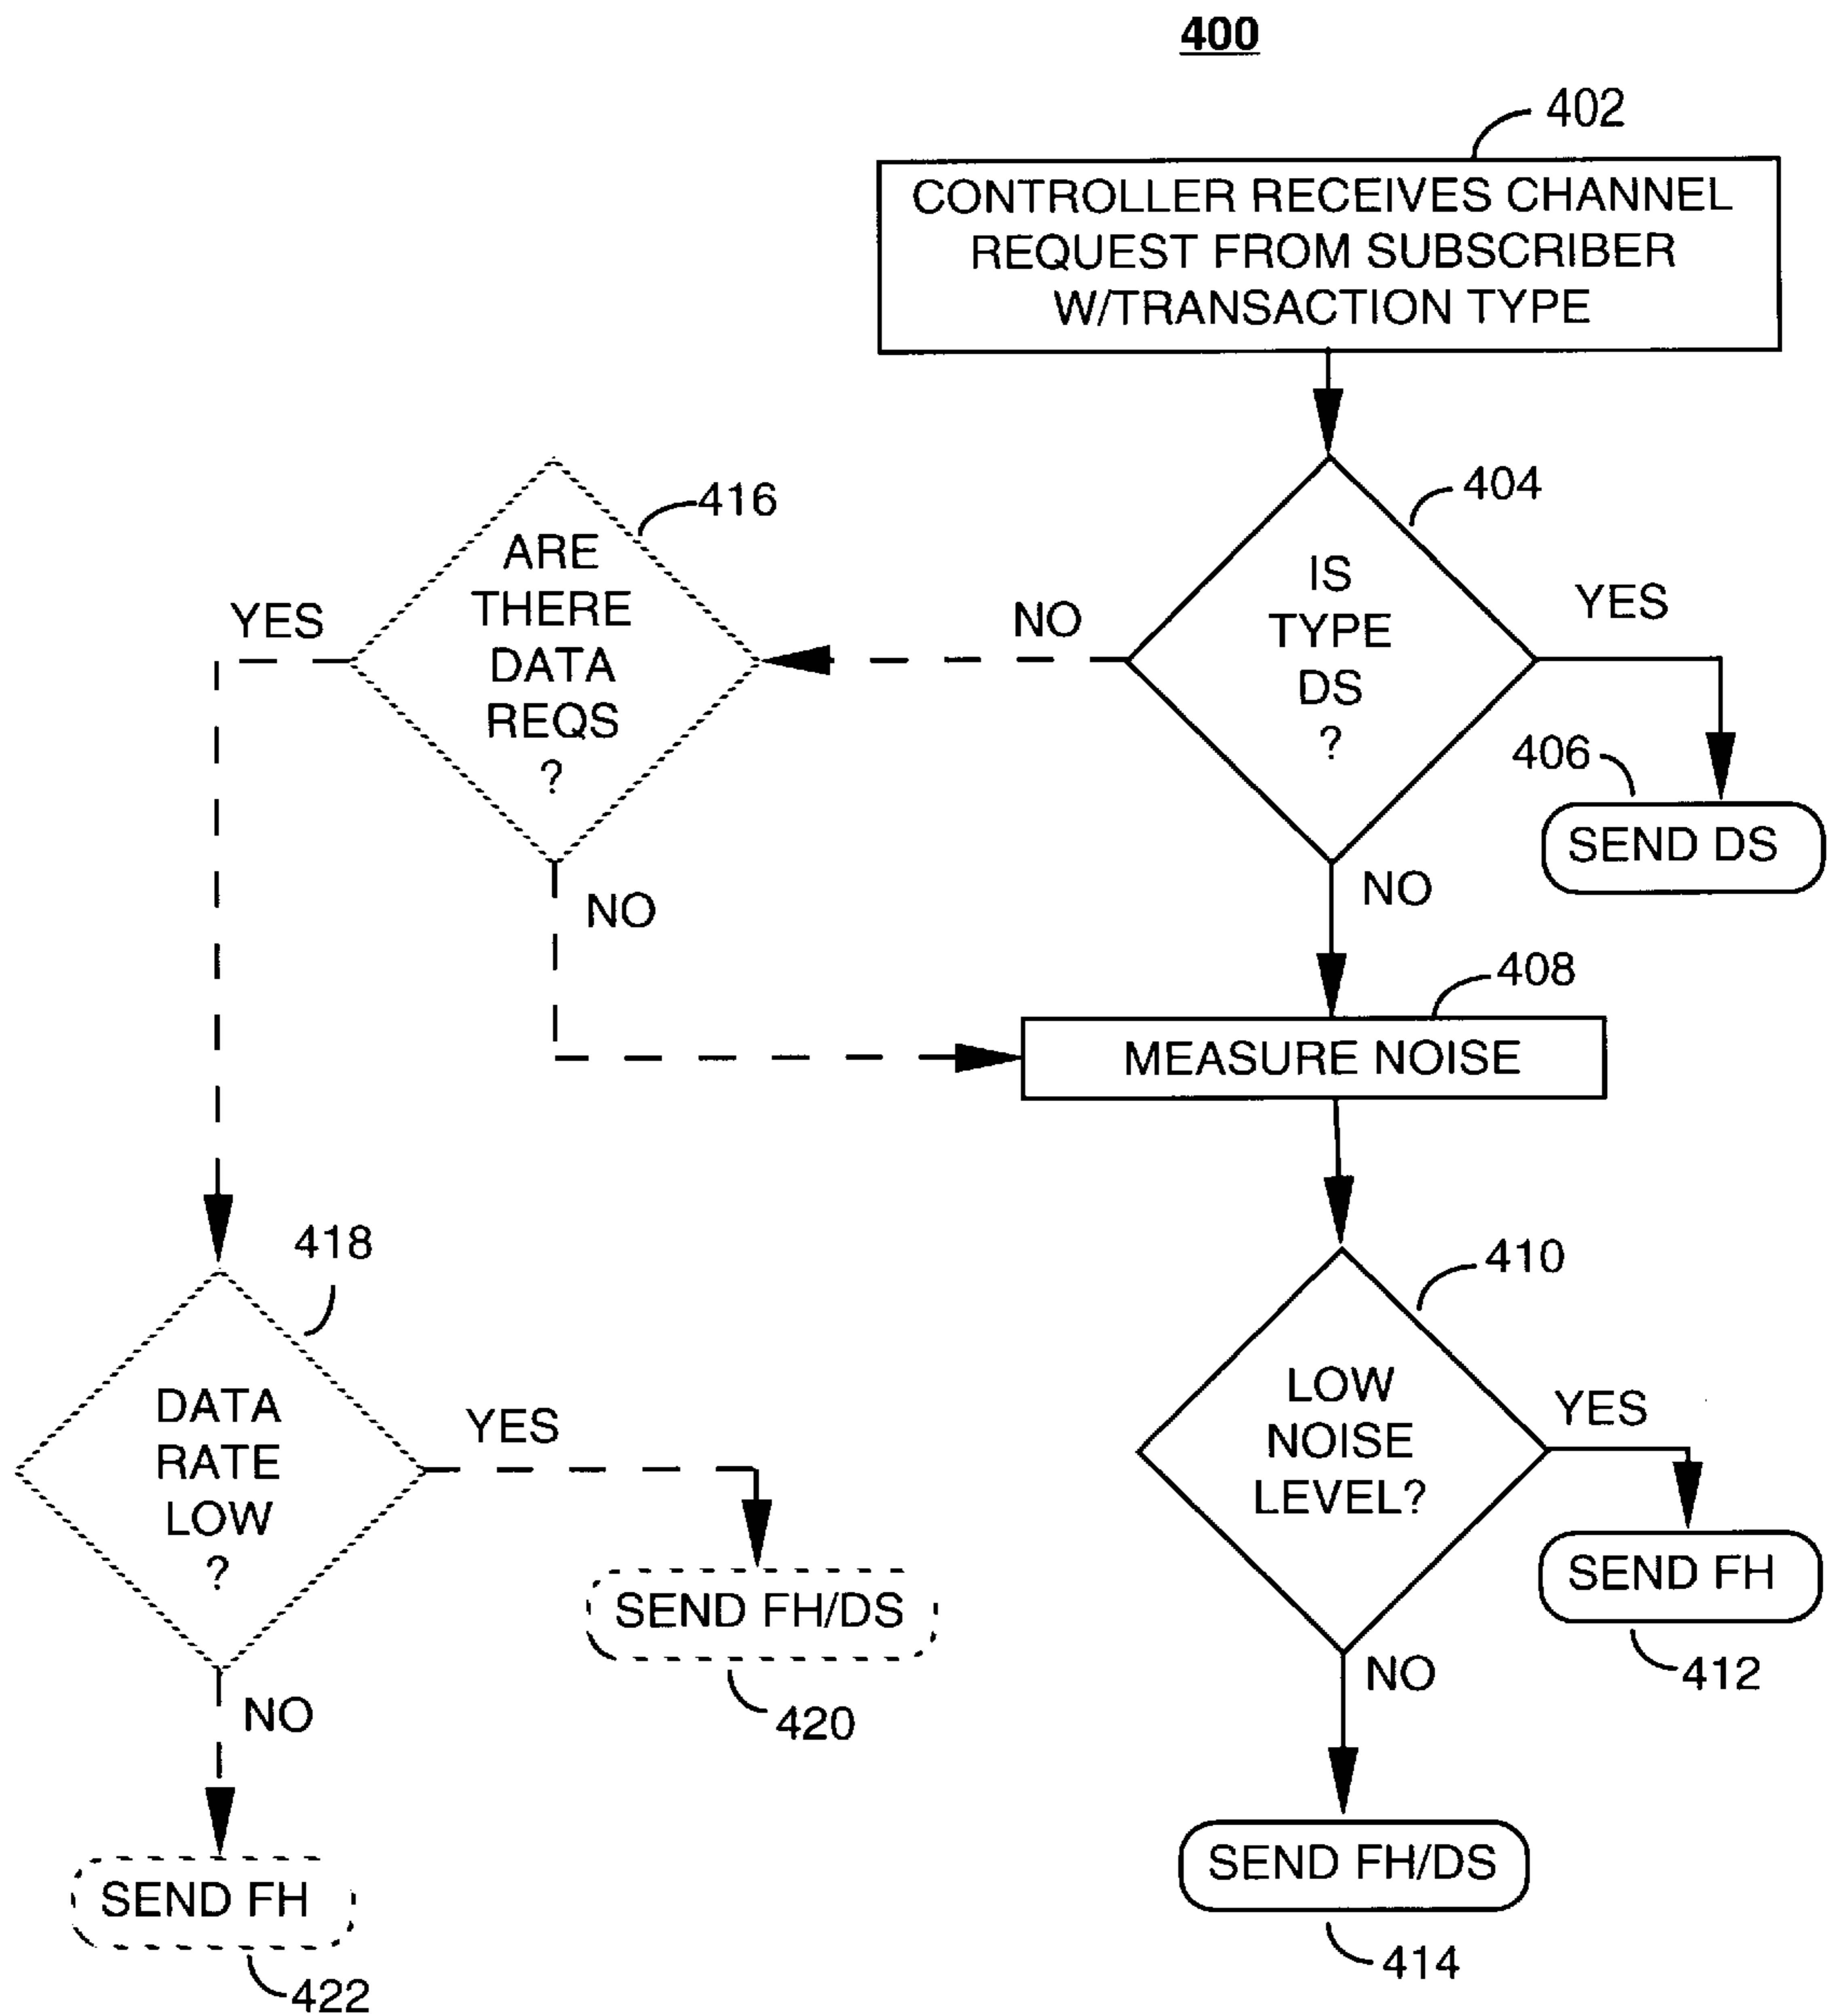 400
402
CONTROLLER RECEIVES CHANNEL
REQUEST FROM SUBSCRIBER
W/TRANSACTION TYPE
404
IS
TYPE
DS
?
YES
NO
406
SEND DS
NO
416
ARE
THERE
DATA
REQS
?
YES
NO
408
MEASURE NOISE
410
LOW
NOISE
LEVEL?
YES
SEND FH
412
NO
SEND FH/DS
414
418
DATA
RATE
LOW
?
YES
SEND FH/DS
420
NO
SEND FH
422